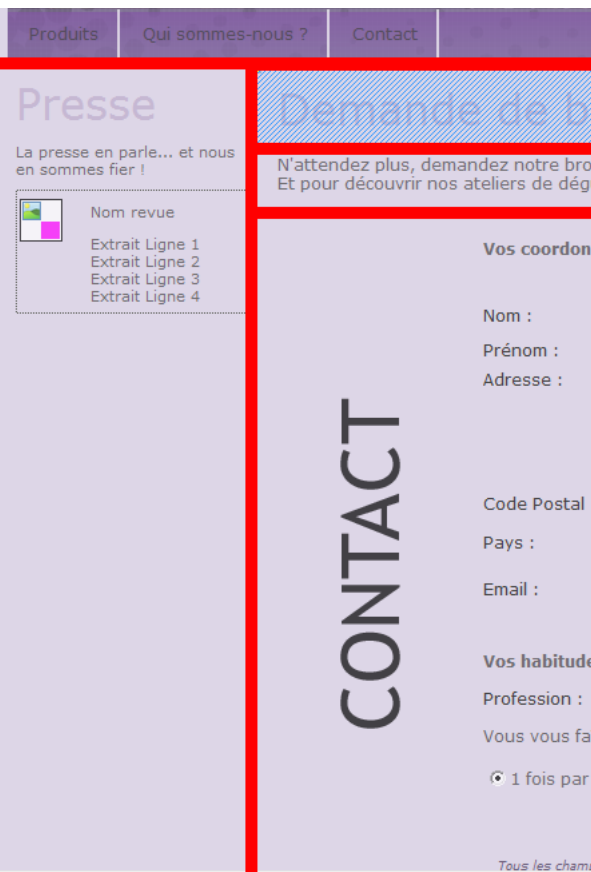 Produits Qui sommes-nous ? Contact
Presse
La presse en parle... et nous
en sommes fier !
Nom revue
Extrait Ligne 1
Extrait Ligne 2
Extrait Ligne 3
Extrait Ligne 4
Demande de b
N'attendez plus, demandez notre bro
Et pour découvrir nos ateliers de dég
CONTACT
Vos coordon
Nom :
Prénom :
Adresse :
Code Postal
Pays :
Email :
Vos habitude
Profession :
Vous vous fa
1 fois par
Tous les cham